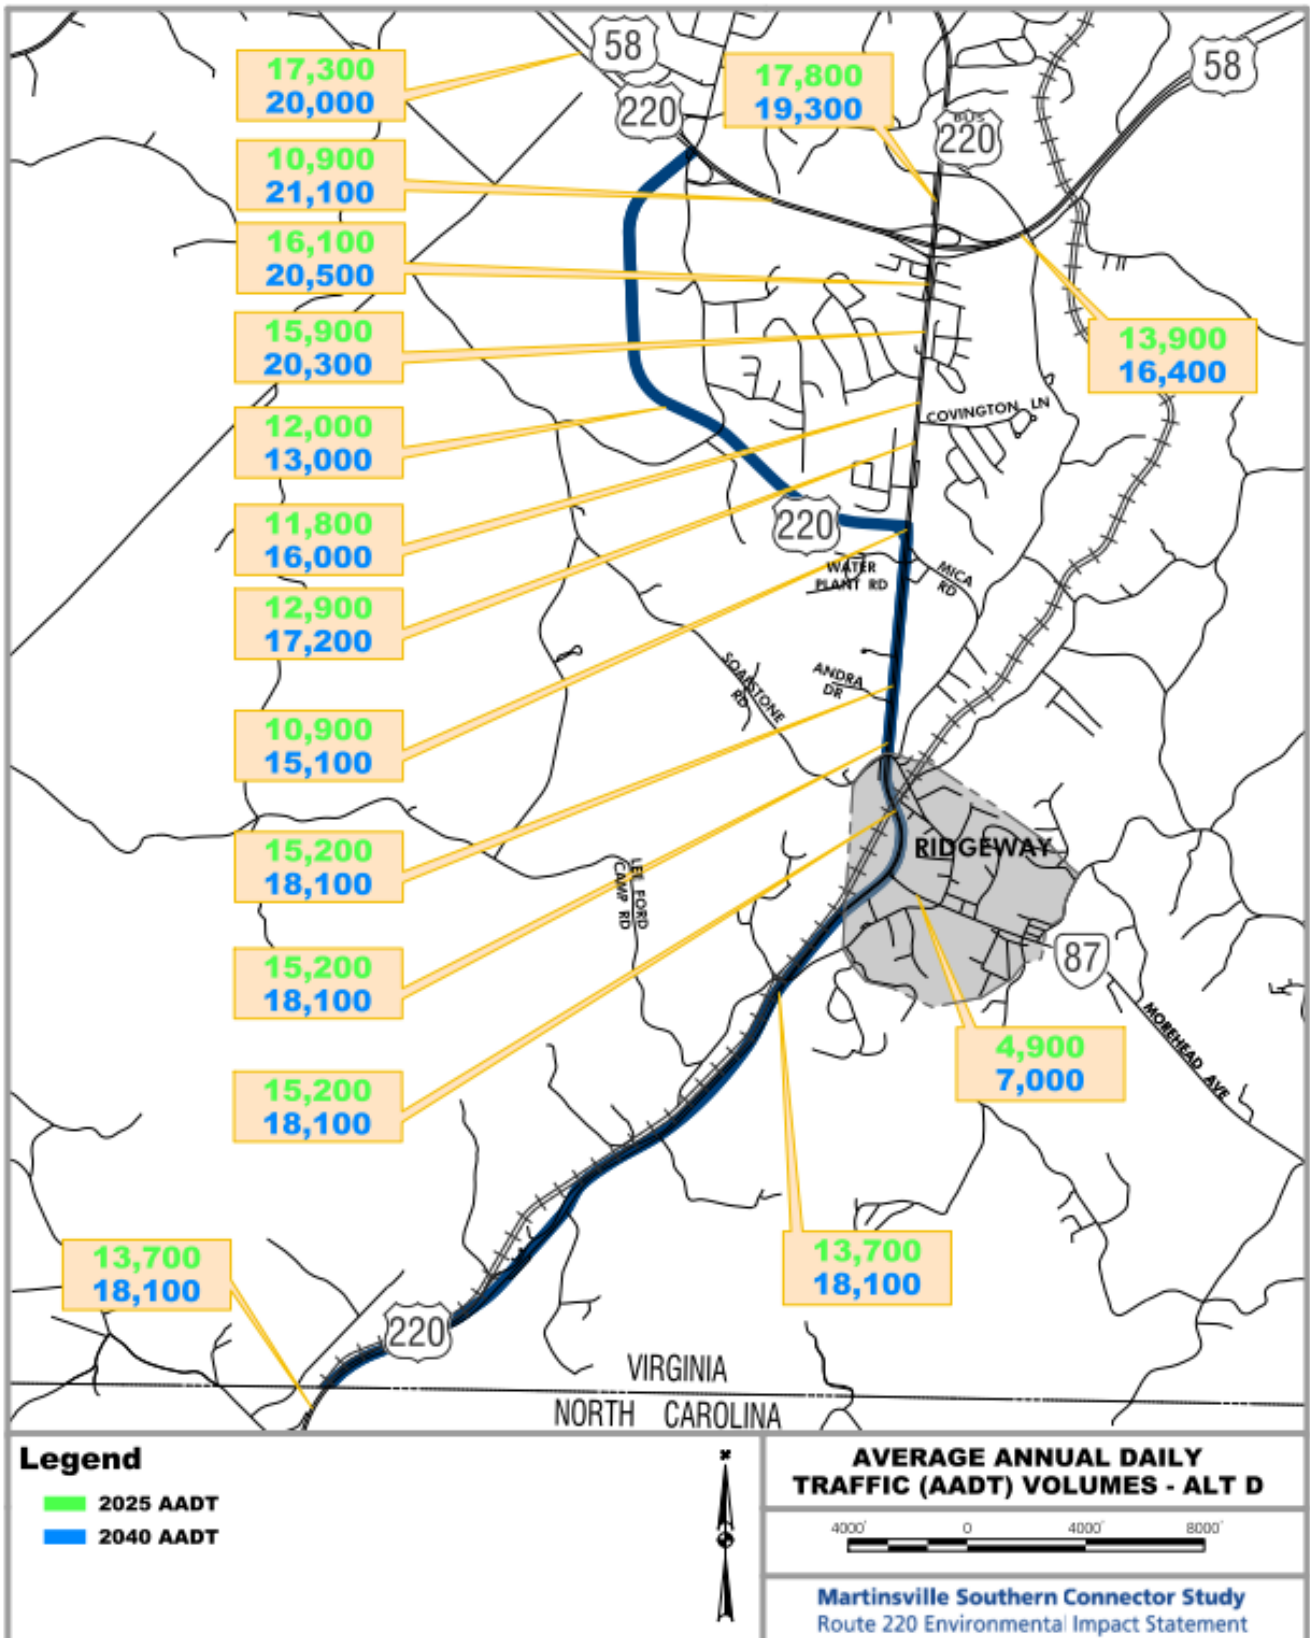 58
17,300
20,000
17,800
19,300
58
220
BUS
220
10,900
21,100
16,100
20,500
15,900
20,300
13,900
16,400
12,000
13,000
COVINGTON LN
11,800
16,000
220
WATER
PLANT RD
MICA
RD
12,900
17,200
SOAPSTONE
RD
ANDRA
DR
10,900
15,100
15,200
18,100
RIDGEWAY
LEE FORD
CAMP RD
15,200
18,100
87
MOREHEAD AVE
4,900
7,000
15,200
18,100
13,700
18,100
13,700
18,100
220
VIRGINIA
NORTH CAROLINA
Legend
2025 AADT
2040 AADT
AVERAGE ANNUAL DAILY
TRAFFIC (AADT) VOLUMES - ALT D
4000' 0 4000' 8000'
Martinsville Southern Connector Study
Route 220 Environmental Impact Statement